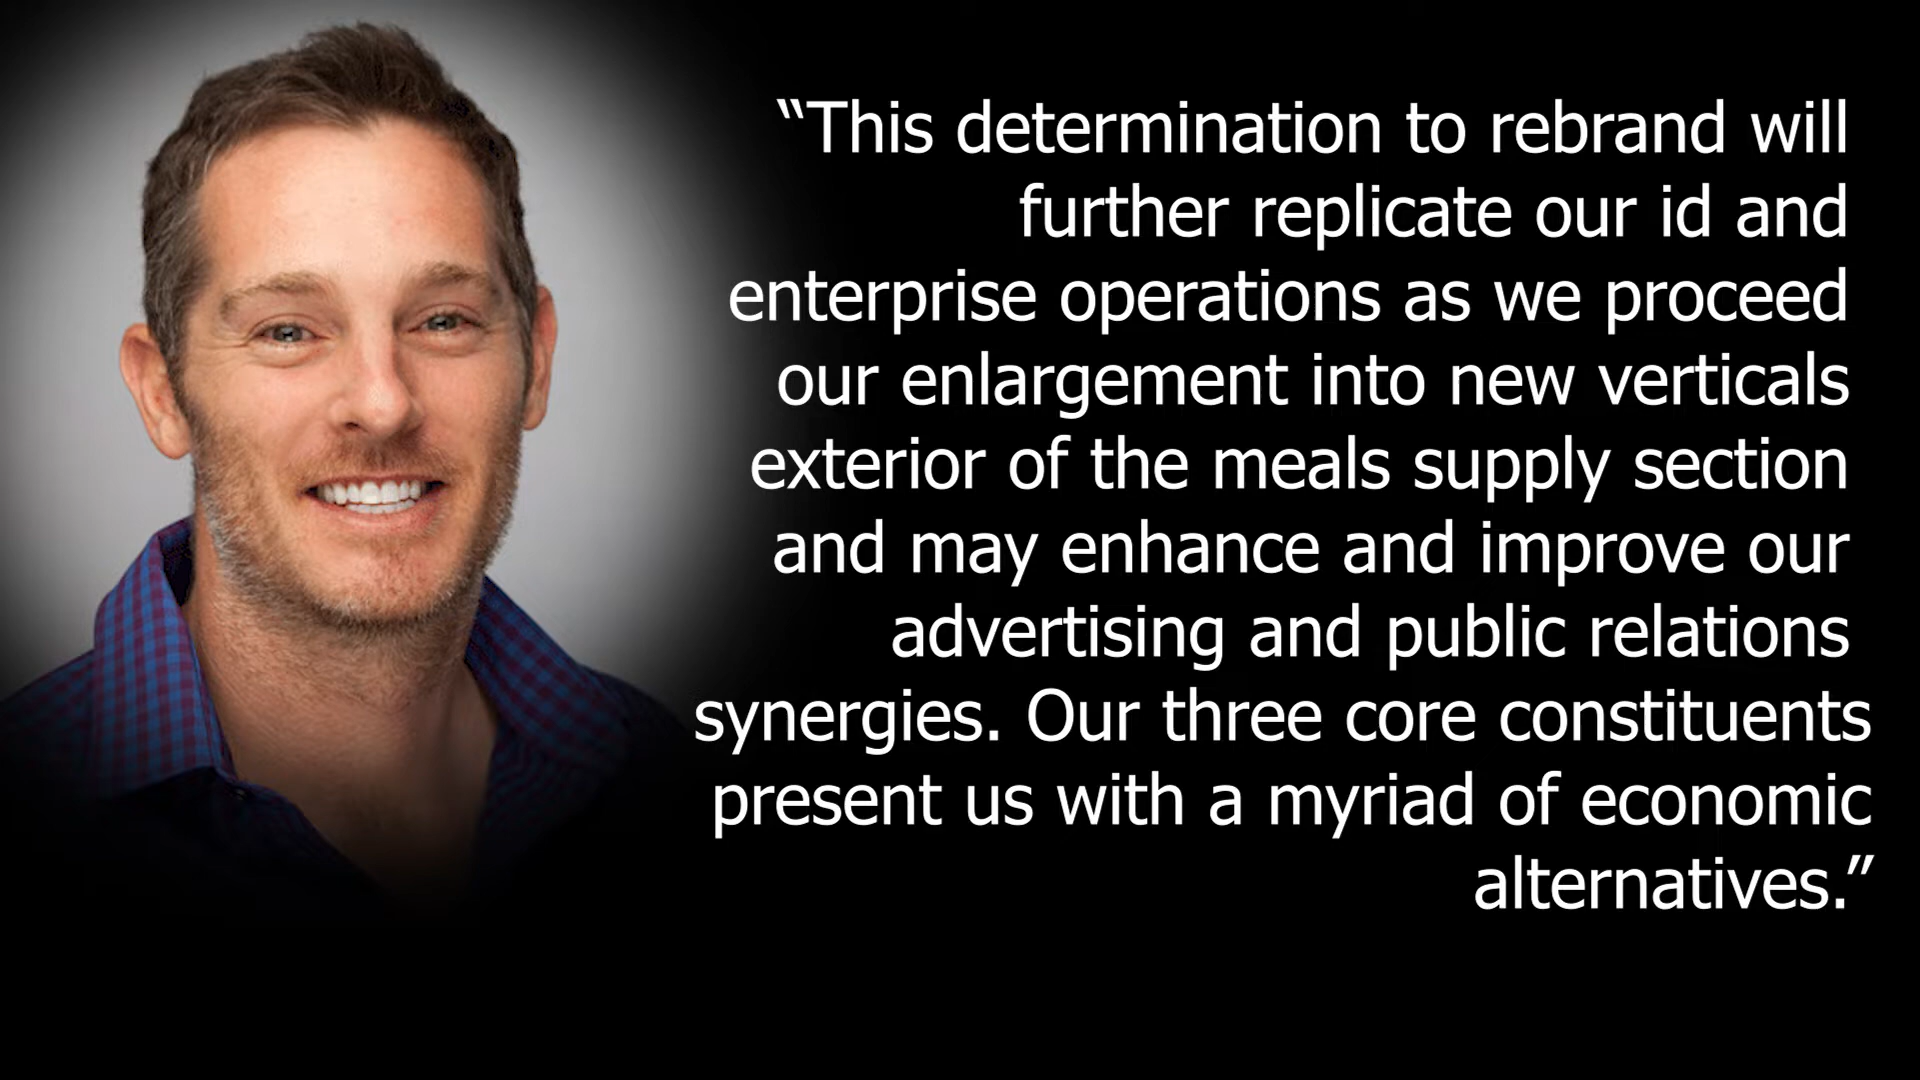 “This determination to rebrand will
further replicate our id and
enterprise operations as we proceed
our enlargement into new verticals
exterior of the meals supply section
and may enhance and improve our
advertising and public relations
synergies. Our three core constituents
present us with a myriad of economic
alternatives.”